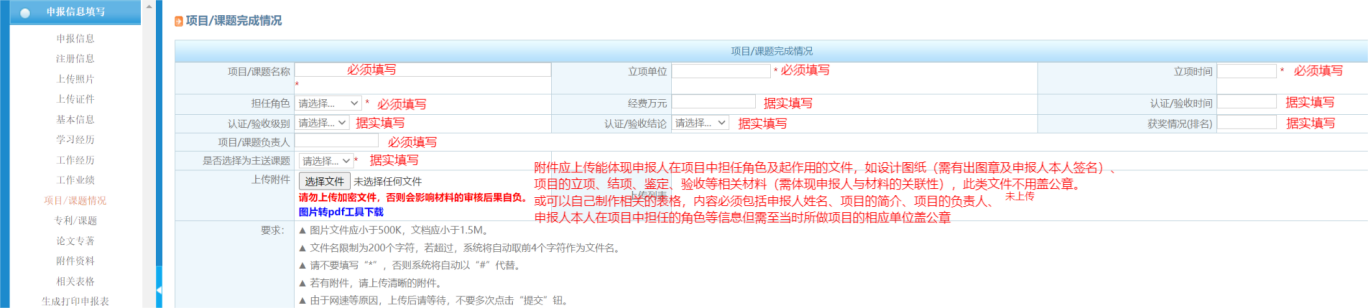 申报信息填写
申报信息
注册信息
上传照片
上传证件
基本信息
学习经历
工作经历
工作业绩
项目/课题情况
专利/课题
论文专著
附件资料
相关表格
生成打印申报表
项目/课题完成情况
项目/课题完成情况
项目/课题名称 必须填写 * 立项单位 * 必须填写 立项时间 * 必须填写
担任角色 请选择... * 必须填写 经费万元 据实填写 认证/验收时间 据实填写
认证/验收级别 请选择... 据实填写 认证/验收结论 请选择... 据实填写 获奖情况(排名) 据实填写
项目/课题负责人 必须填写
是否选择为主送课题 请选择... * 据实填写
上传附件 选择文件 未选择任何文件
请勿上传加密文件，否则会影响材料的审核后果自负。
图片转pdf工具下载
上传列表 未上传
附件应上传能体现申报人在项目中担任角色及起作用的文件，如设计图纸（需有出图章及申报人本人签名）、
项目的立项、结项、鉴定、验收等相关材料（需体现申报人与材料的关联性），此类文件不用盖公章。
或可以自己制作相关的表格，内容必须包括申报人姓名、项目的简介、项目的负责人、
申报人本人在项目中担任的角色等信息但需至当时所做项目的相应单位盖公章
要求：
▲ 图片文件应小于500K，文档应小于1.5M。
▲ 文件名限制为200个字符，若超过，系统将自动取前4个字符作为文件名。
▲ 请不要填写“*”，否则系统将自动以“#”代替。
▲ 若有附件，请上传清晰的附件。
▲ 由于网速等原因，上传后请等待，不要多次点击“提交”钮。